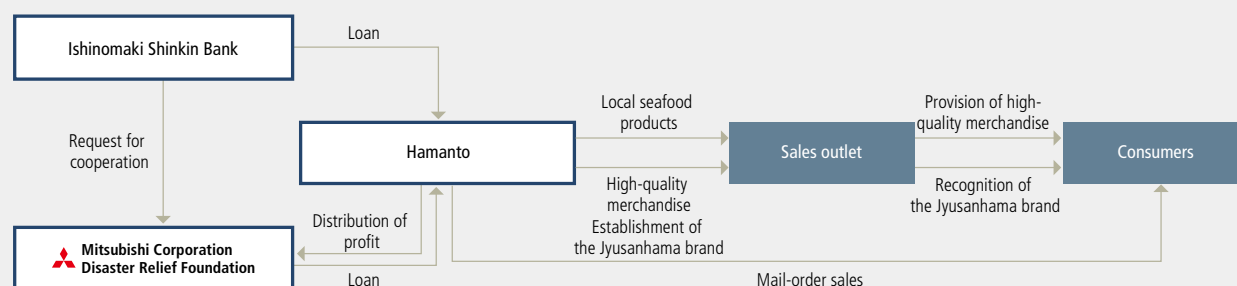 Ishinomaki Shinkin Bank
Loan
Request for
cooperation
Hamanto
Local seafood
products
High-quality
merchandise
Establishment of
the Jyusanhama brand
Sales outlet
Provision of high-
quality merchandise
Recognition of
the Jyusanhama brand
Consumers
Distribution of
profit
Mitsubishi Corporation
Disaster Relief Foundation
Loan
Mail-order sales